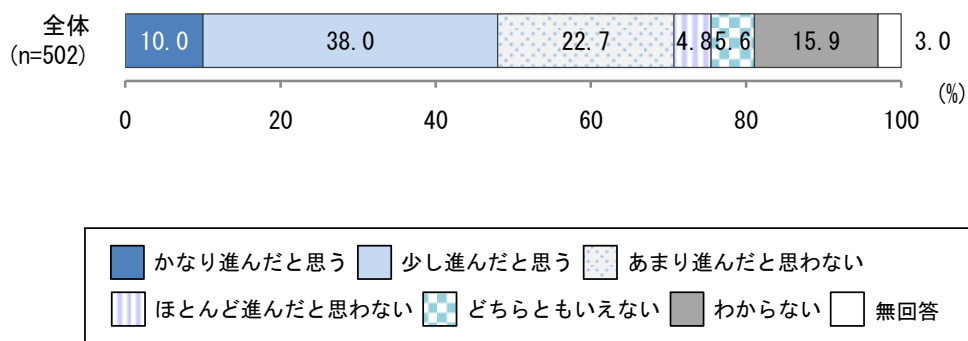 全体
(n=502)
10.0 38.0 22.7 4.8 5.6 15.9 3.0
(%)
0 20 40 60 80 100
かなり進んだと思う 少し進んだと思う あまり進んだと思わない
ほとんど進んだと思わない どちらともいえない わからない 無回答